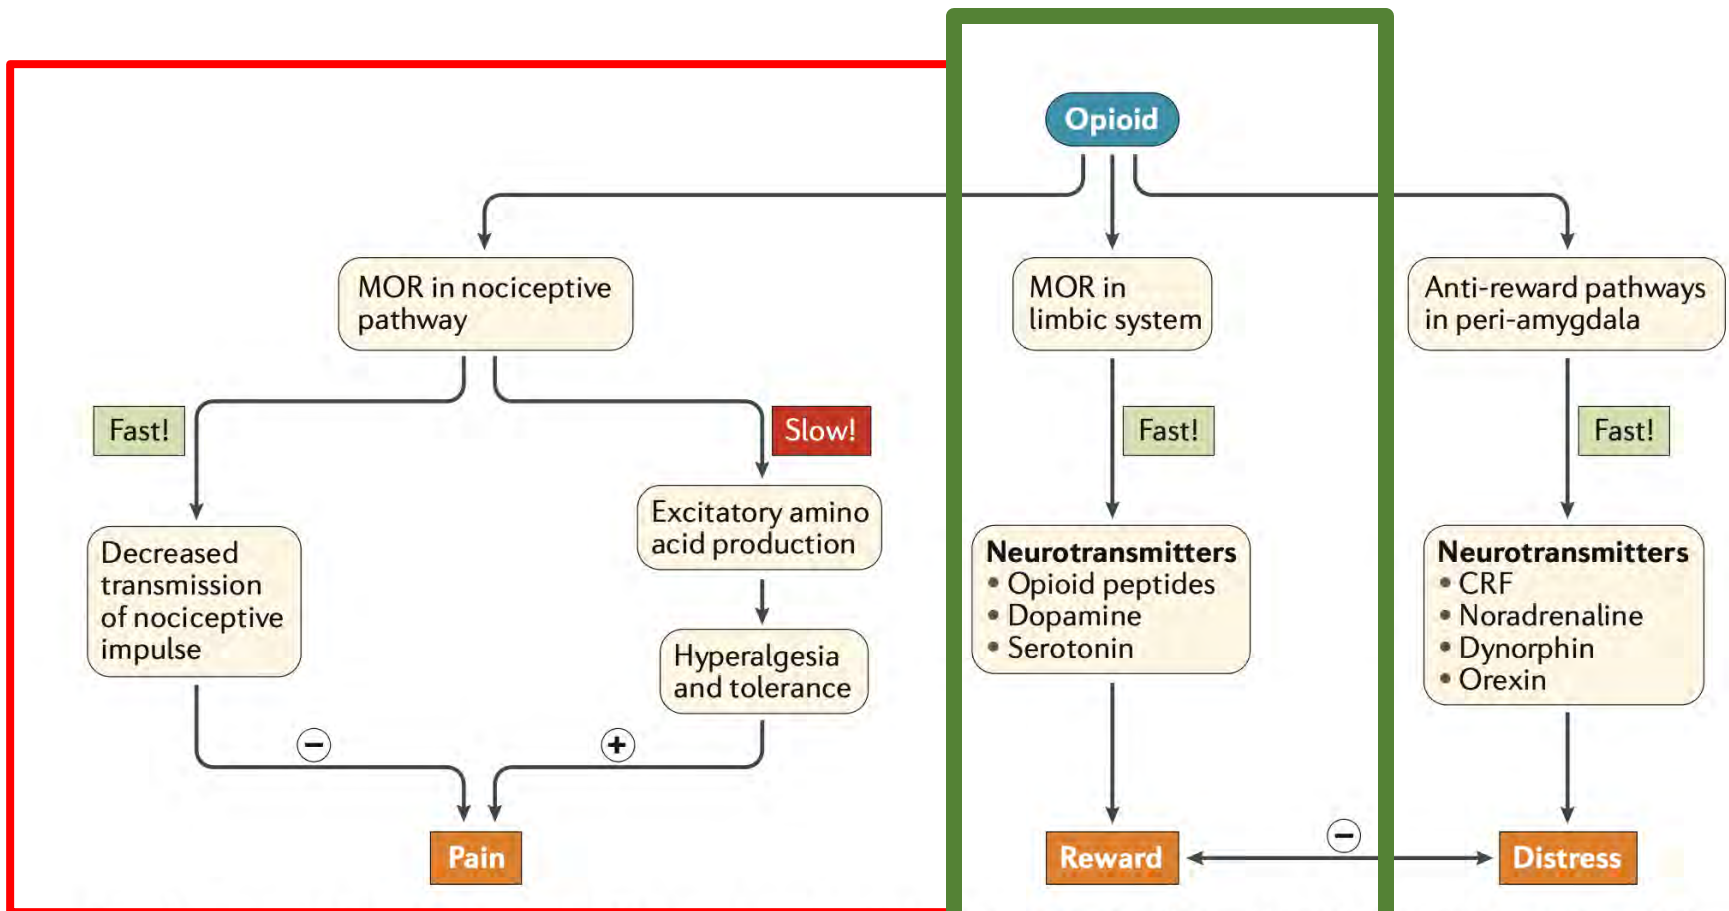 Opioid
MOR in nociceptive
pathway
MOR in
limbic system
Anti-reward pathways
in peri-amygdala
Fast!
Slow!
Fast!
Fast!
Decreased
transmission
of nociceptive
impulse
Excitatory amino
acid production
Hyperalgesia
and tolerance
Neurotransmitters
• Opioid peptides
• Dopamine
• Serotonin
Neurotransmitters
• CRF
• Noradrenaline
• Dynorphin
• Orexin
−
+
−
Pain
Reward
Distress